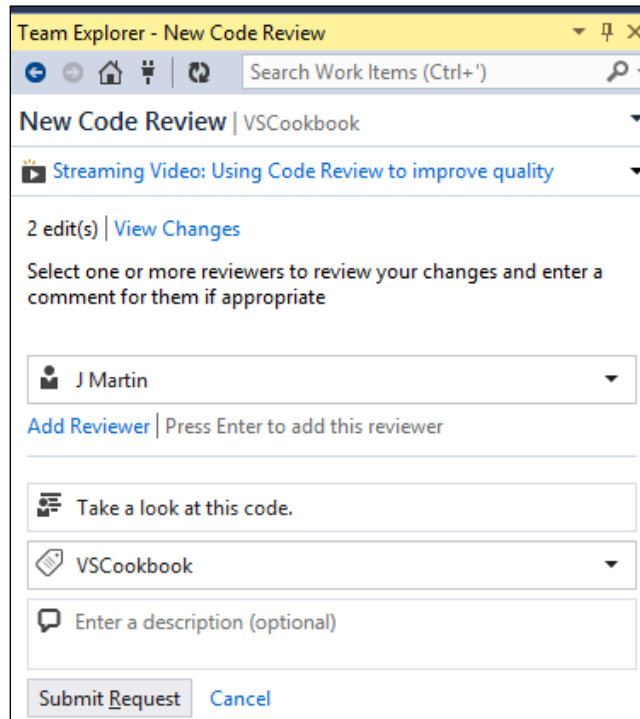 Team Explorer - New Code Review
Search Work Items (Ctrl+')
New Code Review | VSCookbook
Streaming Video: Using Code Review to improve quality
2 edit(s) | View Changes
Select one or more reviewers to review your changes and enter a
comment for them if appropriate
J Martin
Add Reviewer | Press Enter to add this reviewer
Take a look at this code.
VSCookbook
Enter a description (optional)
Submit Request Cancel